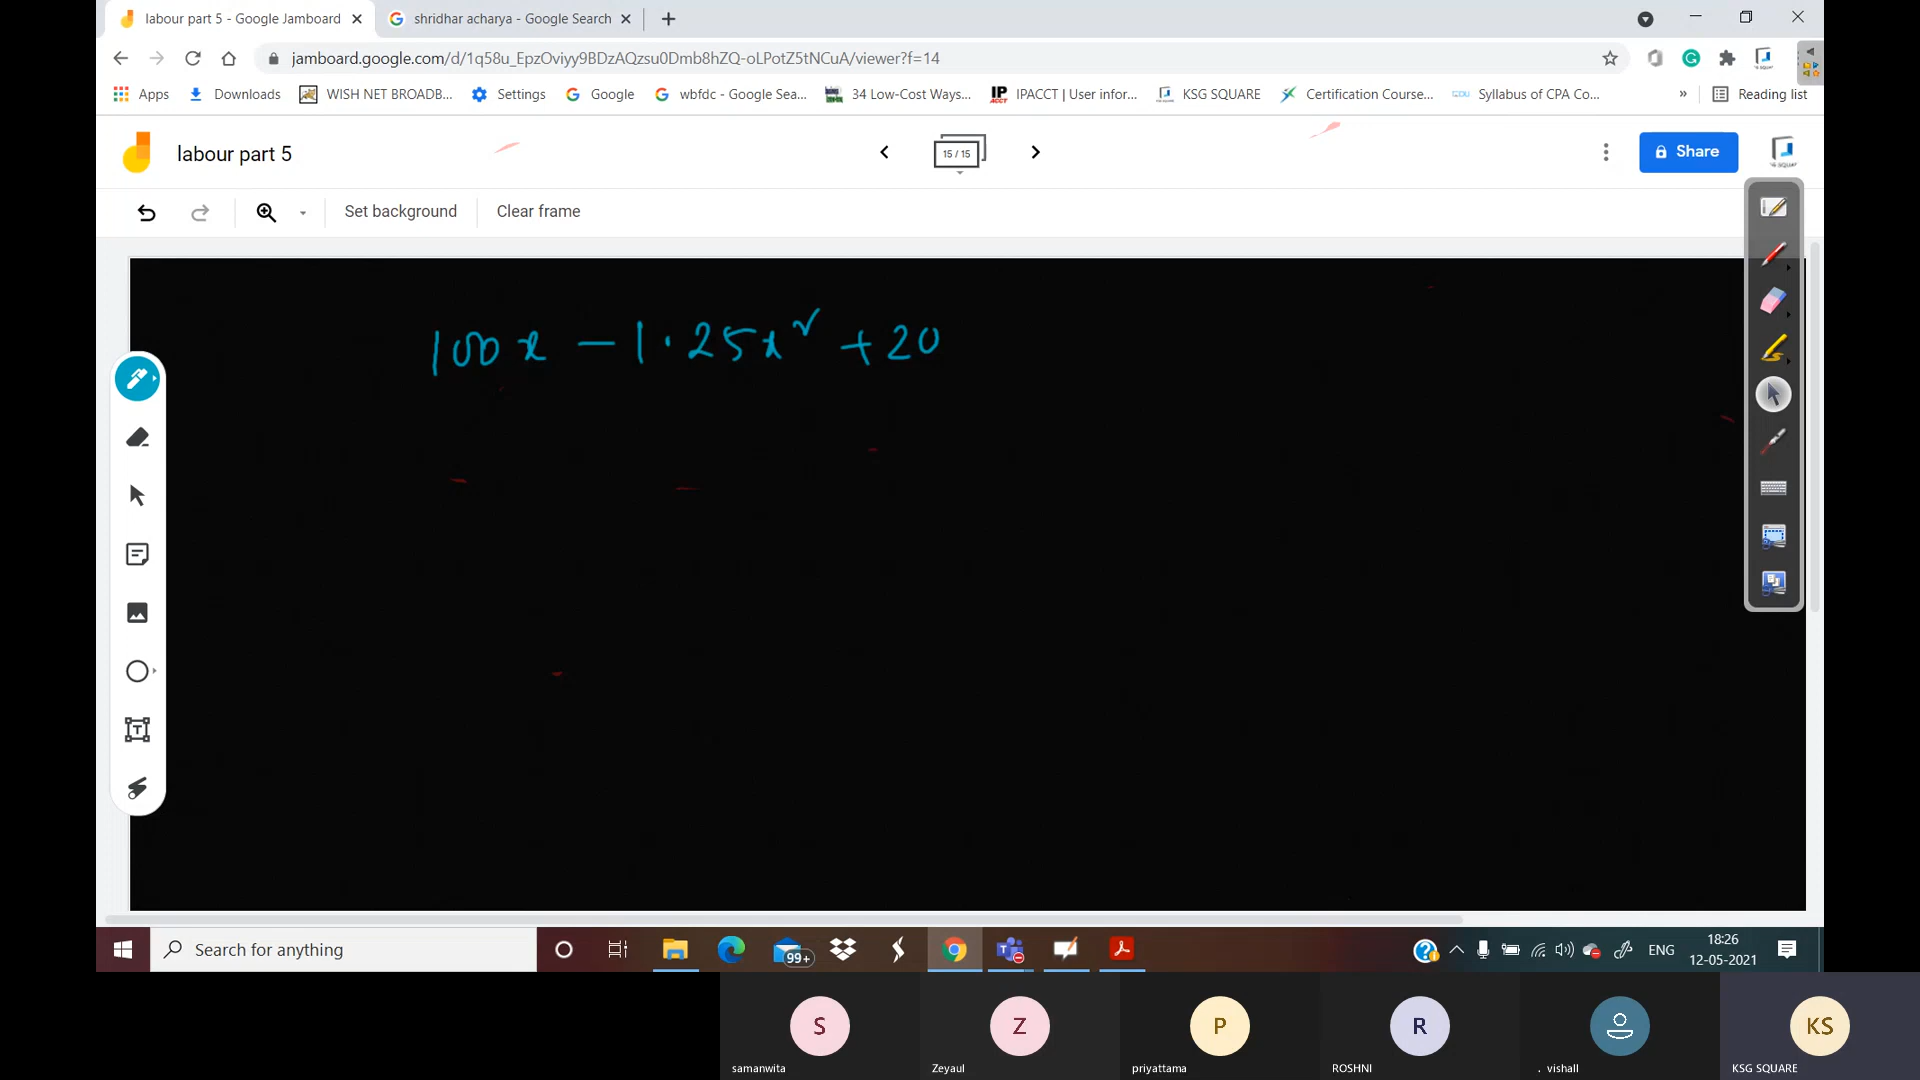 labour part 5 - Google Jamboard
shridhar acharya - Google Search
jamboard.google.com/d/1q58u_EpzOviyy9BDzAQzsu0Dmb8hZQ-oLPotZ5tNCuA/viewer?f=14
Apps Downloads WISH NET BROADB... Settings Google wbfdc - Google Sea... 34 Low-Cost Ways... IPACCT | User infor... KSG SQUARE Certification Course... Syllabus of CPA Co... » Reading list
labour part 5
15 / 15
Share
Set background Clear frame
100x - 1.25x² + 20
Search for anything
99+
ENG
18:26
12-05-2021
S Z P R KS
samanwita Zeyaul priyattama ROSHNI . vishall KSG SQUARE